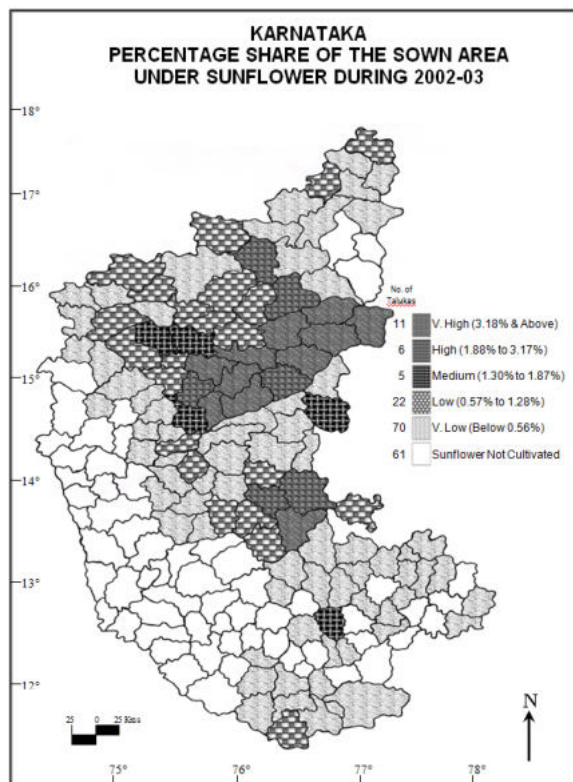 KARNATAKA
PERCENTAGE SHARE OF THE SOWN AREA
UNDER SUNFLOWER DURING 2002-03
18°
17°
16°
15°
14°
13°
12°
No. of
Talukas
11 V. High (3.18% & Above)
6 High (1.88% to 3.17%)
5 Medium (1.30% to 1.87%)
22 Low (0.57% to 1.28%)
70 V. Low (Below 0.56%)
61 Sunflower Not Cultivated
25 0 25 Kms
N
75° 76° 77° 78°